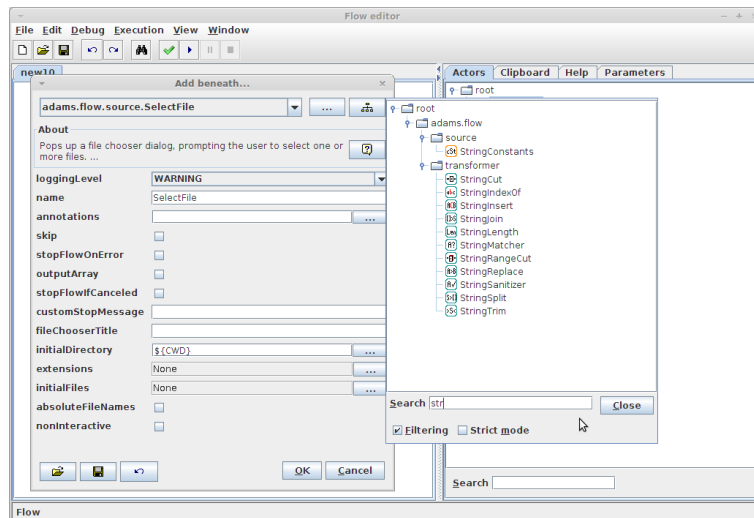 Flow editor
File Edit Debug Execution View Window
new10
Actors Clipboard Help Parameters
root
Add beneath...
adams.flow.source.SelectFile
...
About
Pops up a file chooser dialog, prompting the user to select one or
more files. ...
loggingLevel WARNING
name SelectFile
annotations ...
skip
stopFlowOnError
outputArray
stopFlowIfCanceled
customStopMessage
fileChooserTitle
initialDirectory ${CWD} ...
extensions None ...
initialFiles None ...
absoluteFileNames
nonInteractive
OK Cancel
root
adams.flow
source
StringConstants
transformer
StringCut
StringIndexOf
StringInsert
StringJoin
StringLength
StringMatcher
StringRangeCut
StringReplace
StringSanitizer
StringSplit
StringTrim
Search str Close
Filtering Strict mode
Search
Flow